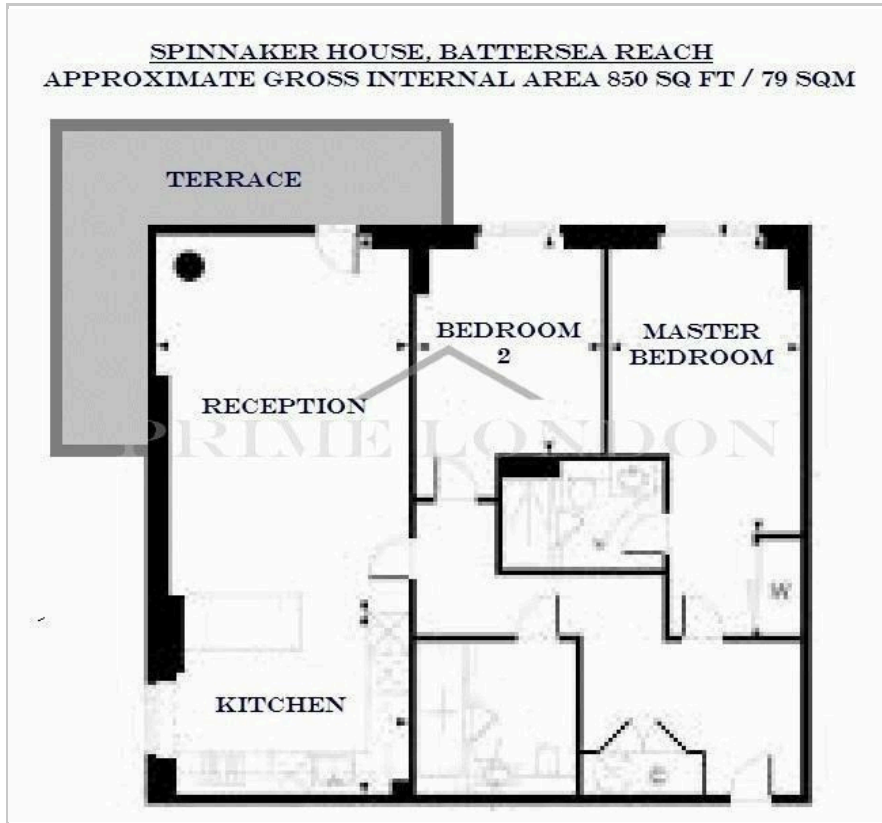 SPINNAKER HOUSE, BATTERSEA REACH
APPROXIMATE GROSS INTERNAL AREA 850 SQ FT / 79 SQM
TERRACE
BEDROOM
2
MASTER
BEDROOM
RECEPTION
PRIME LONDON
W
KITCHEN
C